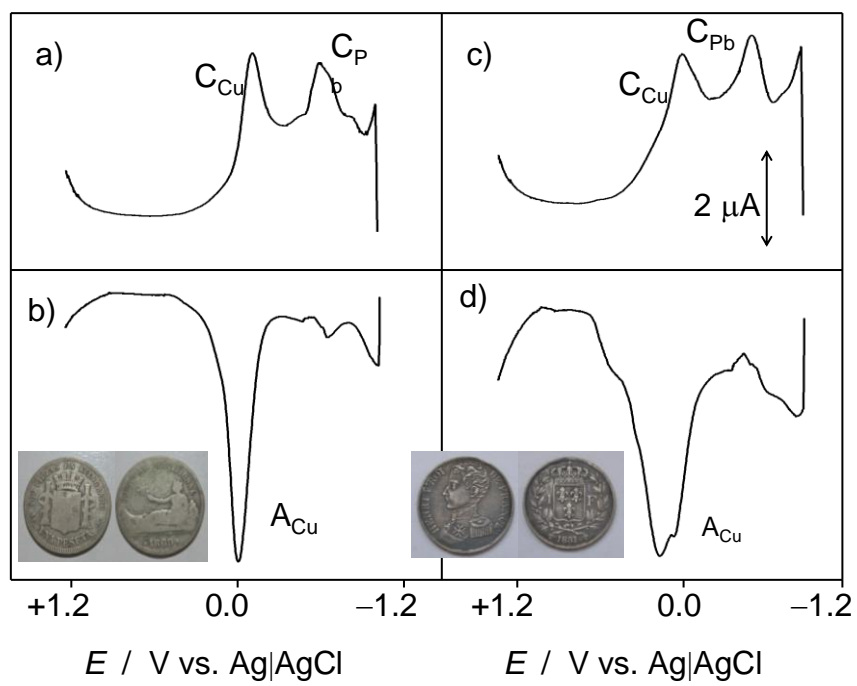 a)
C_Cu
C_Pb
c)
C_Pb
C_Cu
2 μA
b)
A_Cu
d)
A_Cu
+1.2
0.0
−1.2
+1.2
0.0
−1.2
E / V vs. Ag|AgCl
E / V vs. Ag|AgCl